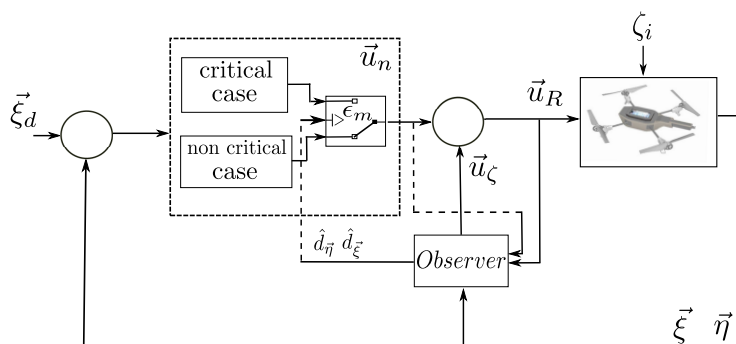 ζ_i
u⃗_n
critical
case
ξ⃗_d
ϵ_m
u⃗_R
non critical
case
u⃗_ζ
d̂_η⃗ d̂_ξ⃗
Observer
ξ⃗ η⃗